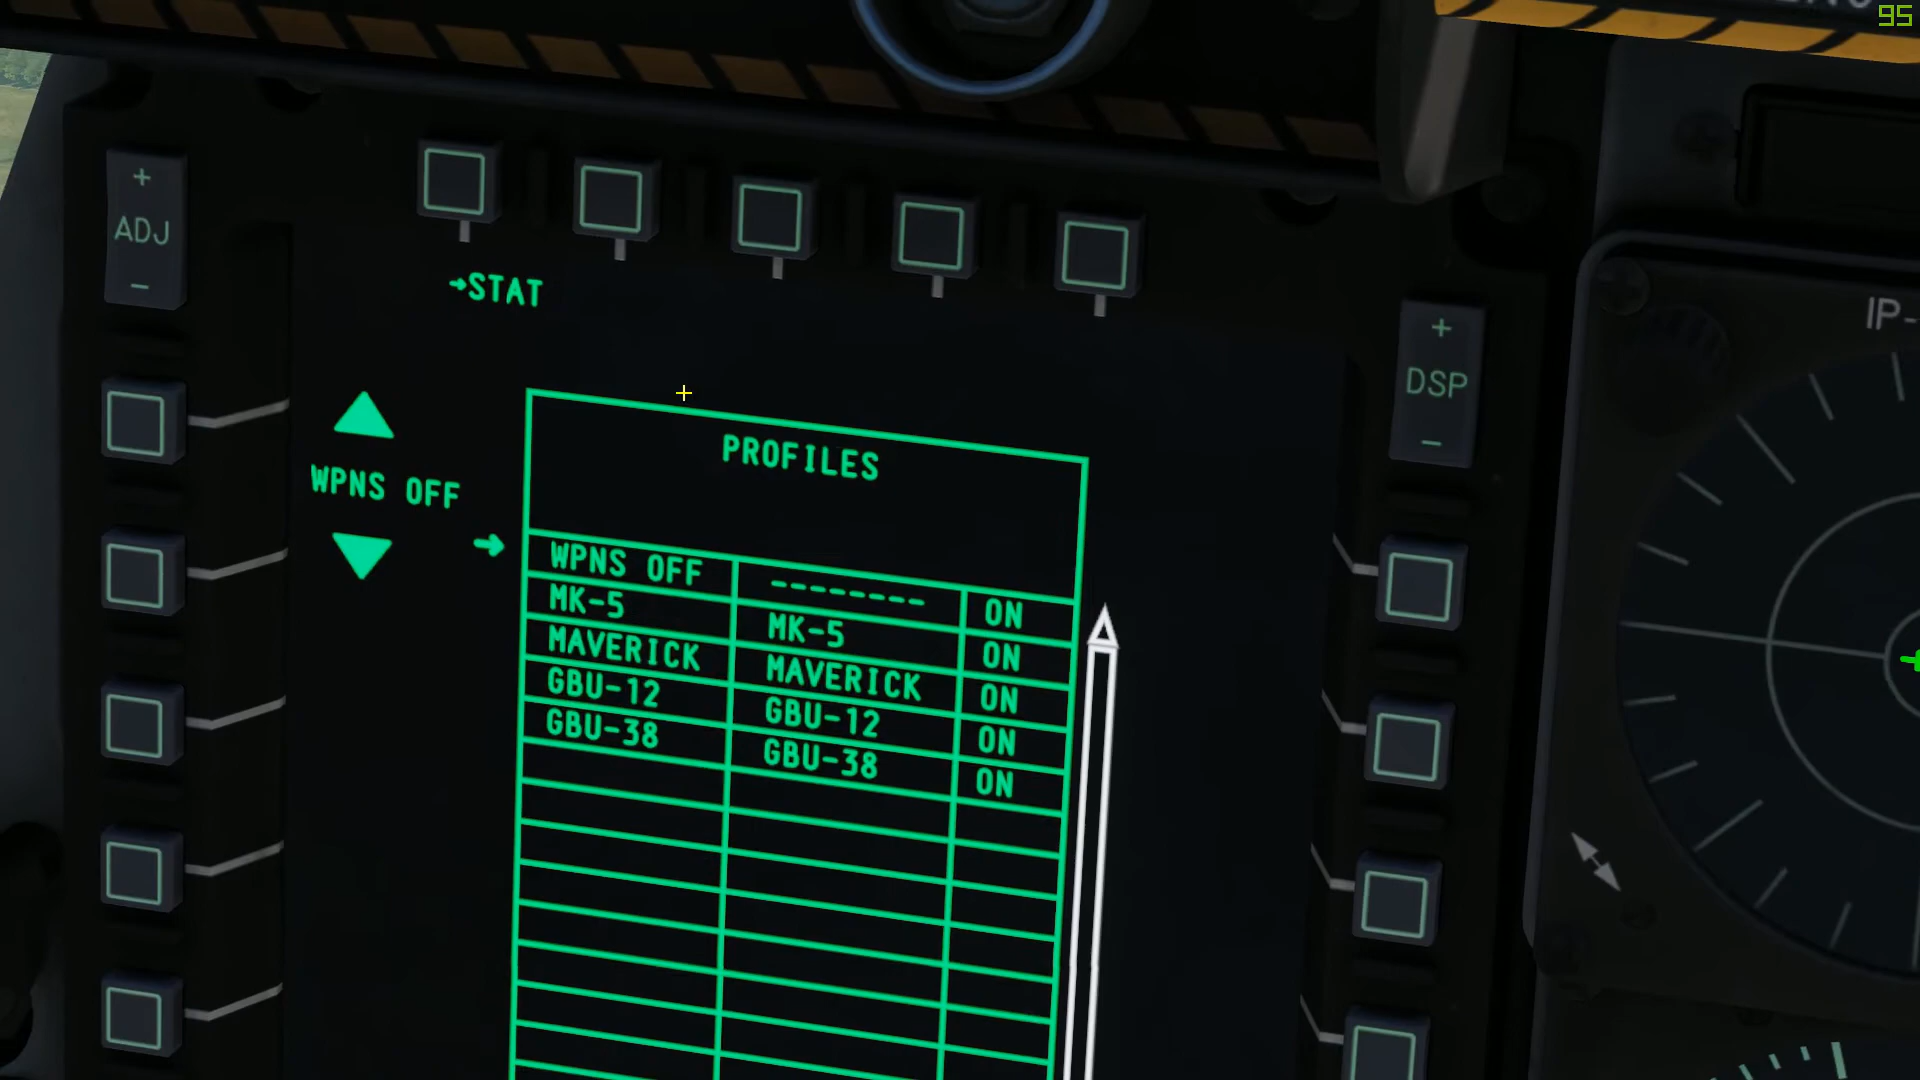 95
+
ADJ
-
→STAT
IP-
+
DSP
-
WPNS OFF
→
PROFILES
WPNS OFF -------- ON
MK-5 MK-5 ON
MAVERICK MAVERICK ON
GBU-12 GBU-12 ON
GBU-38 GBU-38 ON